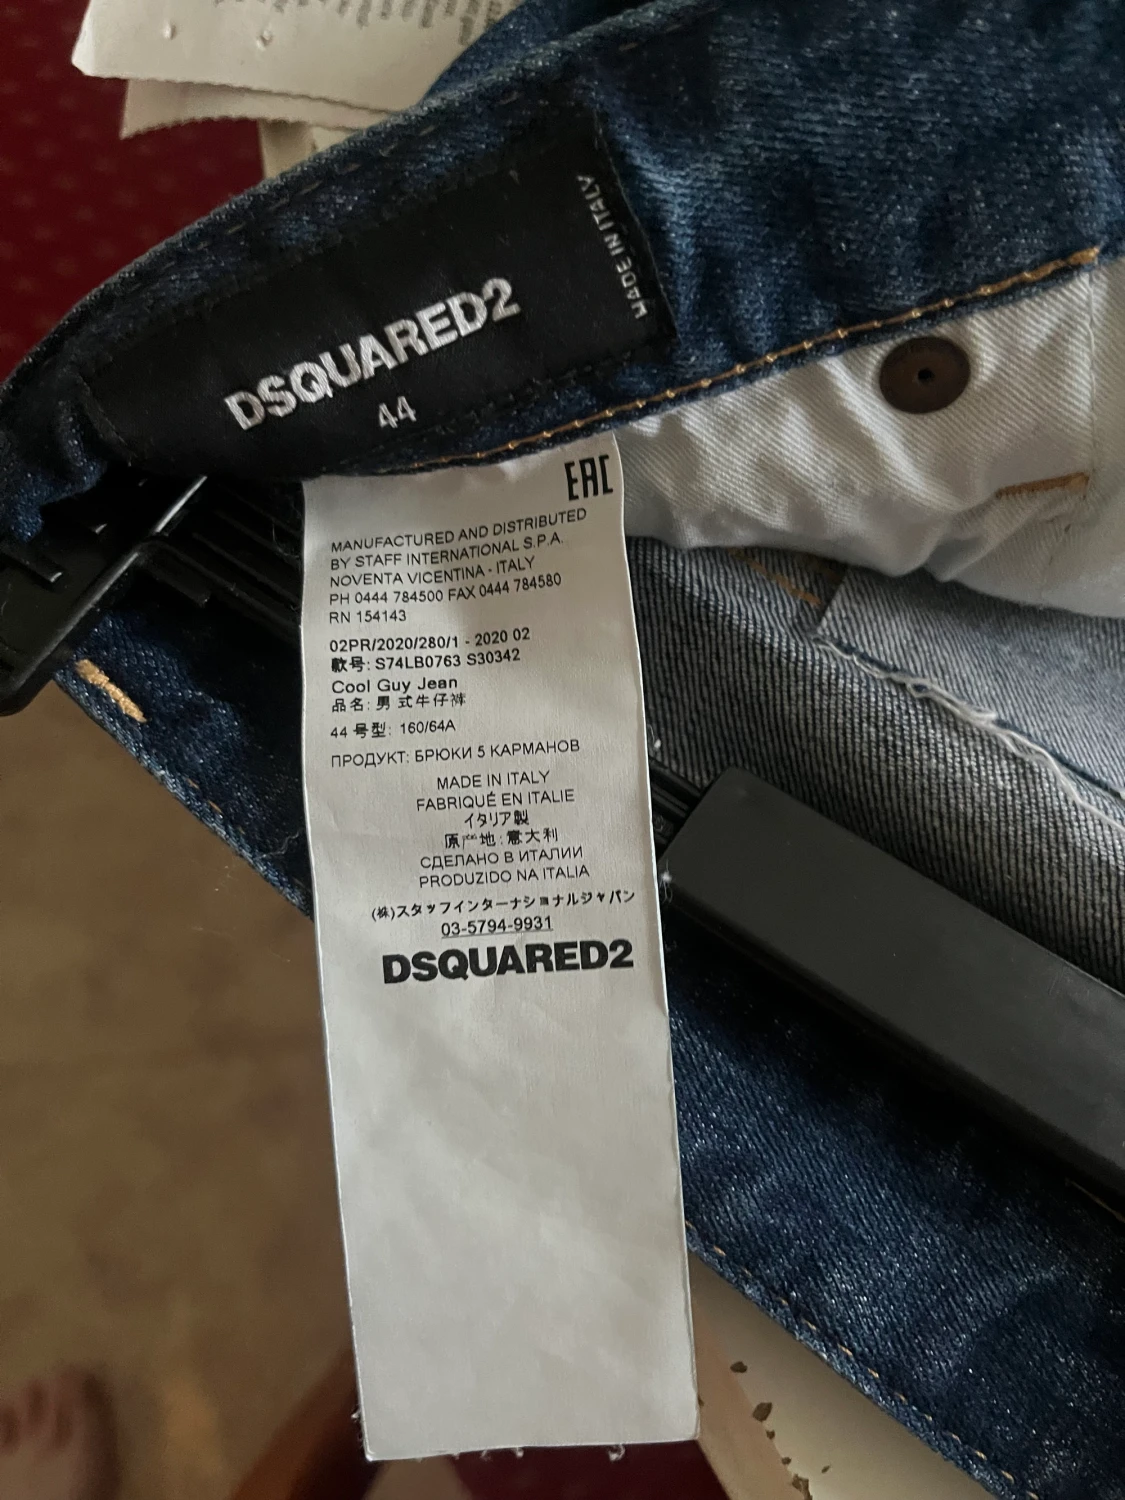 MADE IN ITALY
DSQUARED2
44
EAC
MANUFACTURED AND DISTRIBUTED
BY STAFF INTERNATIONAL S.P.A.
NOVENTA VICENTINA - ITALY
PH 0444 784500 FAX 0444 784580
RN 154143
02PR/2020/280/1 - 2020 02
款号: S74LB0763 S30342
Cool Guy Jean
品名: 男式牛仔裤
44 号型: 160/64A
ПРОДУКТ: БРЮКИ 5 КАРМАНОВ
MADE IN ITALY
FABRIQUÉ EN ITALIE
イタリア製
原产地: 意大利
СДЕЛАНО В ИТАЛИИ
PRODUZIDO NA ITALIA
(株)スタッフインターナショナルジャパン
03-5794-9931
DSQUARED2